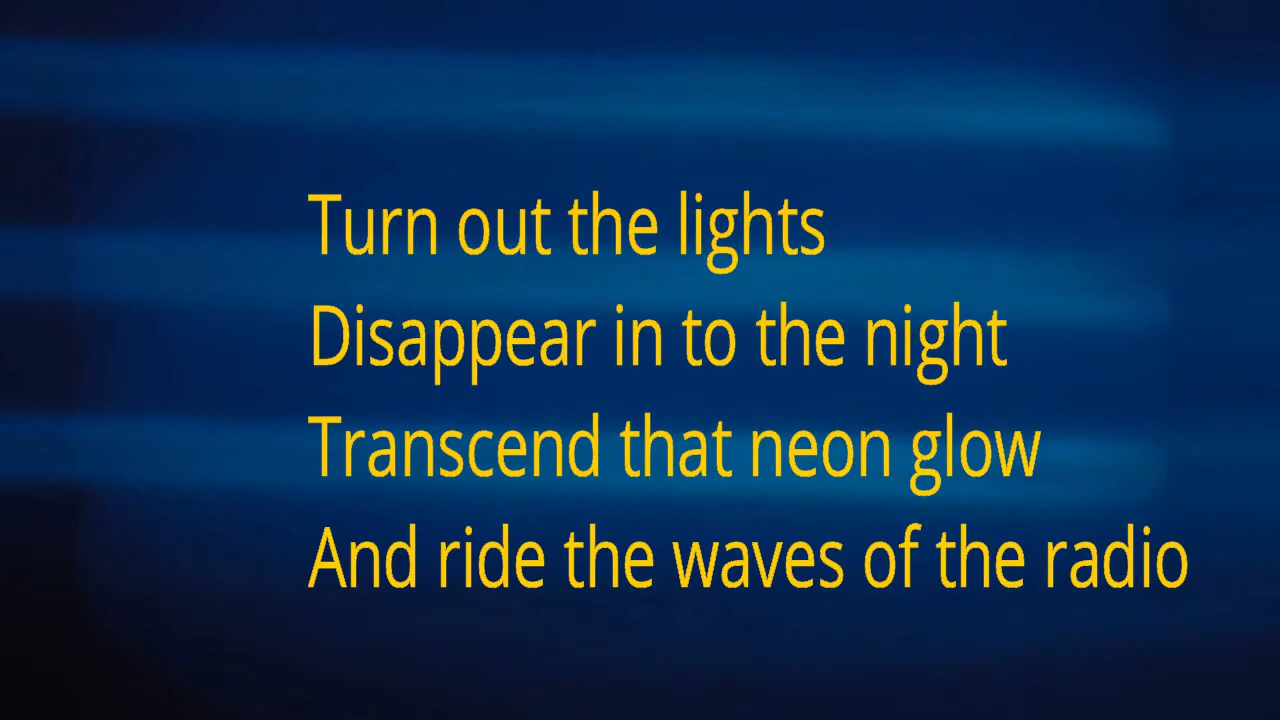 Turn out the lights
Disappear in to the night
Transcend that neon glow
And ride the waves of the radio